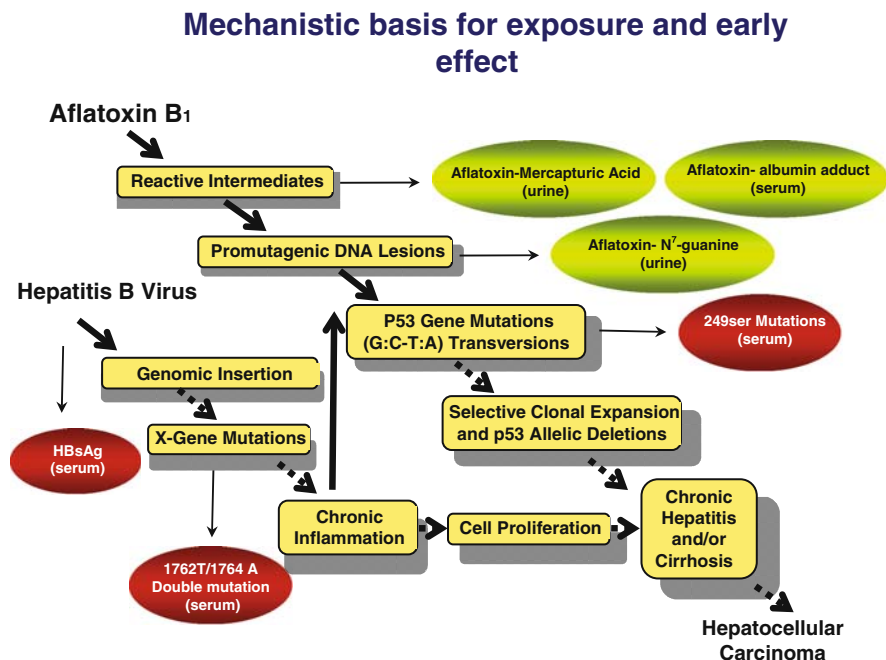 Mechanistic basis for exposure and early
effect
Aflatoxin B1
Reactive Intermediates
Aflatoxin-Mercapturic Acid
(urine)
Aflatoxin- albumin adduct
(serum)
Promutagenic DNA Lesions
Aflatoxin- N7-guanine
(urine)
Hepatitis B Virus
P53 Gene Mutations
(G:C-T:A) Transversions
249ser Mutations
(serum)
Genomic Insertion
Selective Clonal Expansion
and p53 Allelic Deletions
X-Gene Mutations
HBsAg
(serum)
Chronic
Inflammation
Cell Proliferation
Chronic
Hepatitis
and/or
Cirrhosis
1762T/1764 A
Double mutation
(serum)
Hepatocellular
Carcinoma